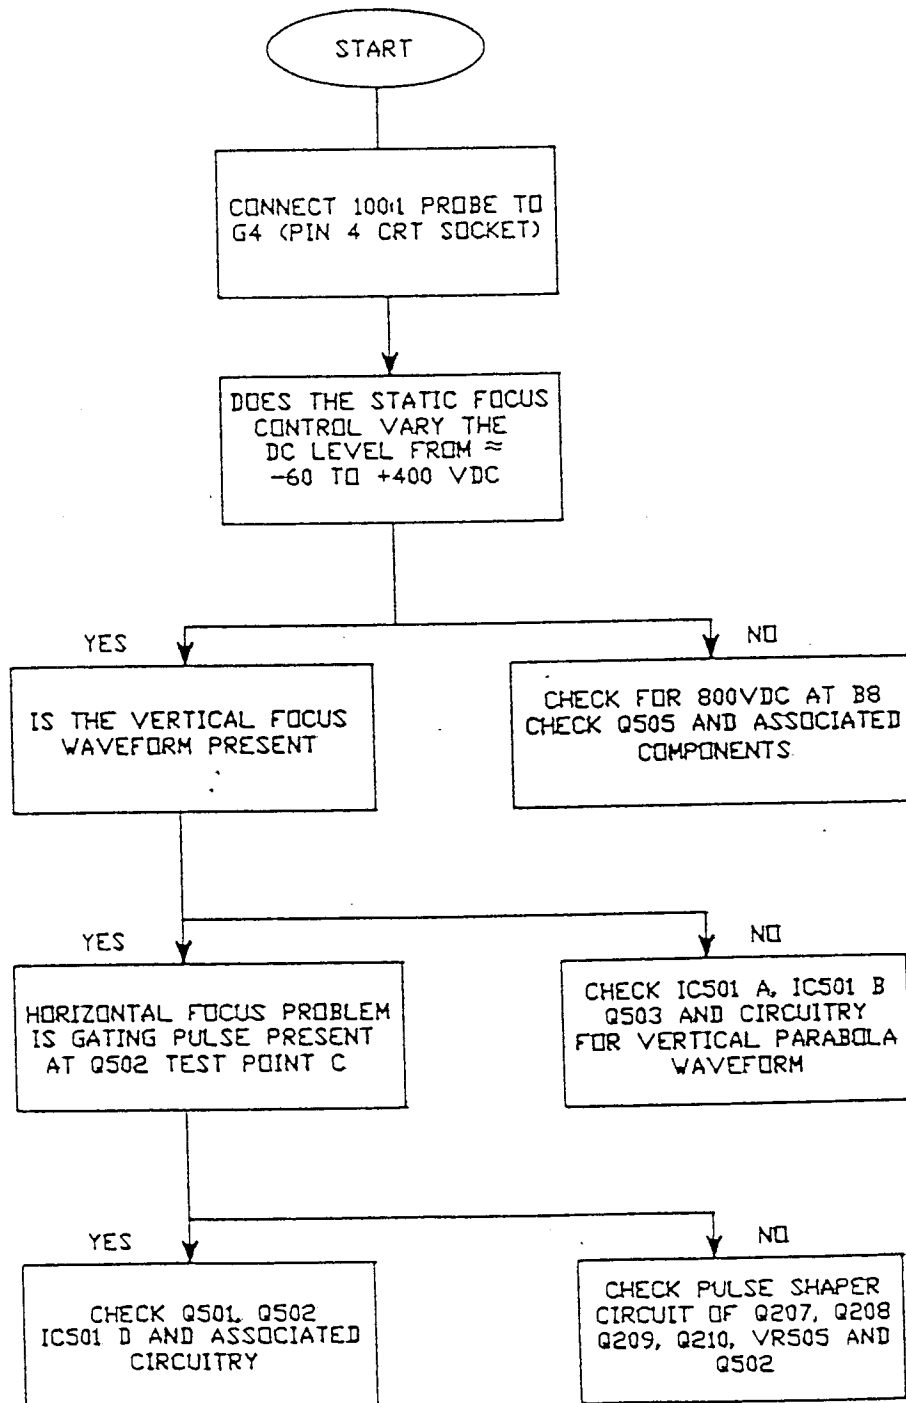 START
CONNECT 100:1 PROBE TO
G4 (PIN 4 CRT SOCKET)
DOES THE STATIC FOCUS
CONTROL VARY THE
DC LEVEL FROM ≈
-60 TO +400 VDC
YES
NO
IS THE VERTICAL FOCUS
WAVEFORM PRESENT
CHECK FOR 800VDC AT B8
CHECK Q505 AND ASSOCIATED
COMPONENTS
YES
NO
HORIZONTAL FOCUS PROBLEM
IS GATING PULSE PRESENT
AT Q502 TEST POINT C
CHECK IC501 A, IC501 B
Q503 AND CIRCUITRY
FOR VERTICAL PARABOLA
WAVEFORM
YES
NO
CHECK Q501, Q502
IC501 D AND ASSOCIATED
CIRCUITRY
CHECK PULSE SHAPER
CIRCUIT OF Q207, Q208
Q209, Q210, VR505 AND
Q502